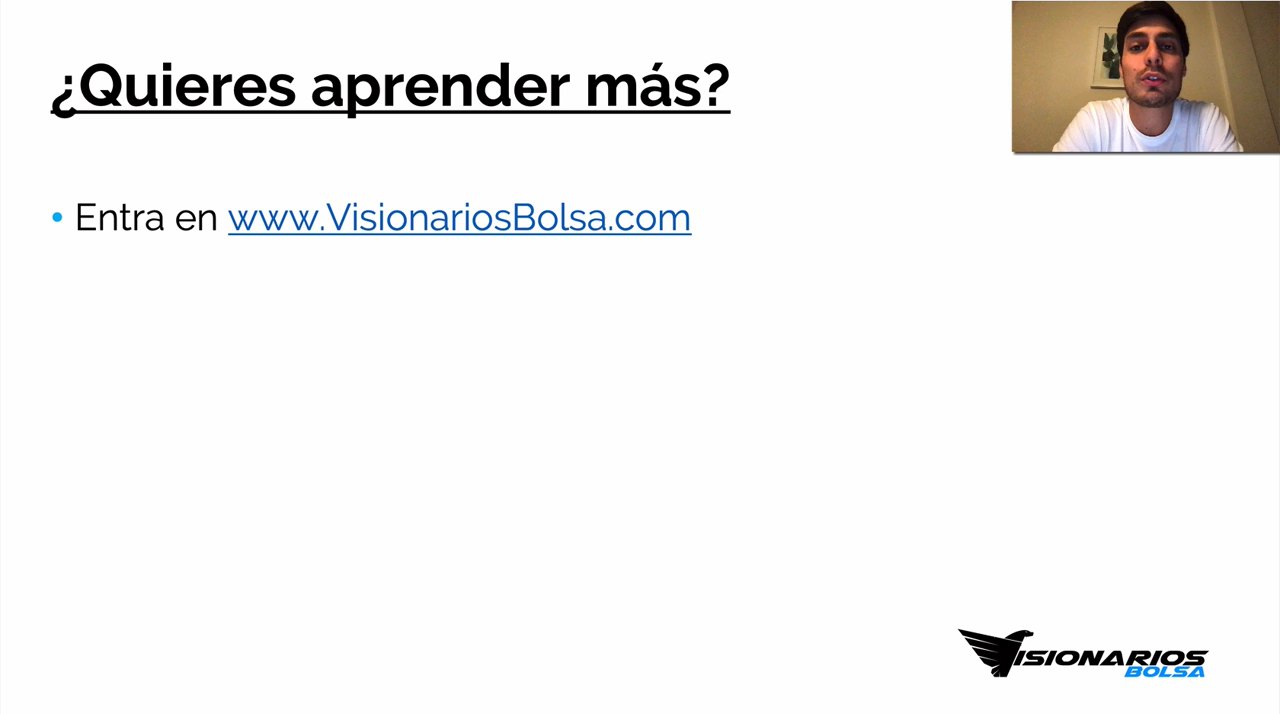 ¿Quieres aprender más?
• Entra en www.VisionariosBolsa.com
VISIONARIOS
BOLSA